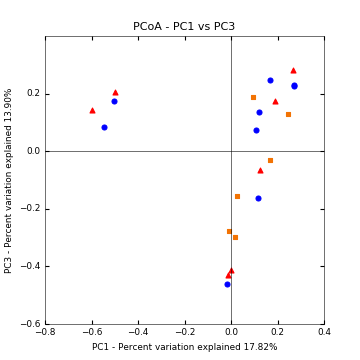 PCoA - PC1 vs PC3
PC3 - Percent variation explained 13.90%
0.2
0.0
−0.2
−0.4
−0.6
−0.8 −0.6 −0.4 −0.2 0.0 0.2 0.4
PC1 - Percent variation explained 17.82%